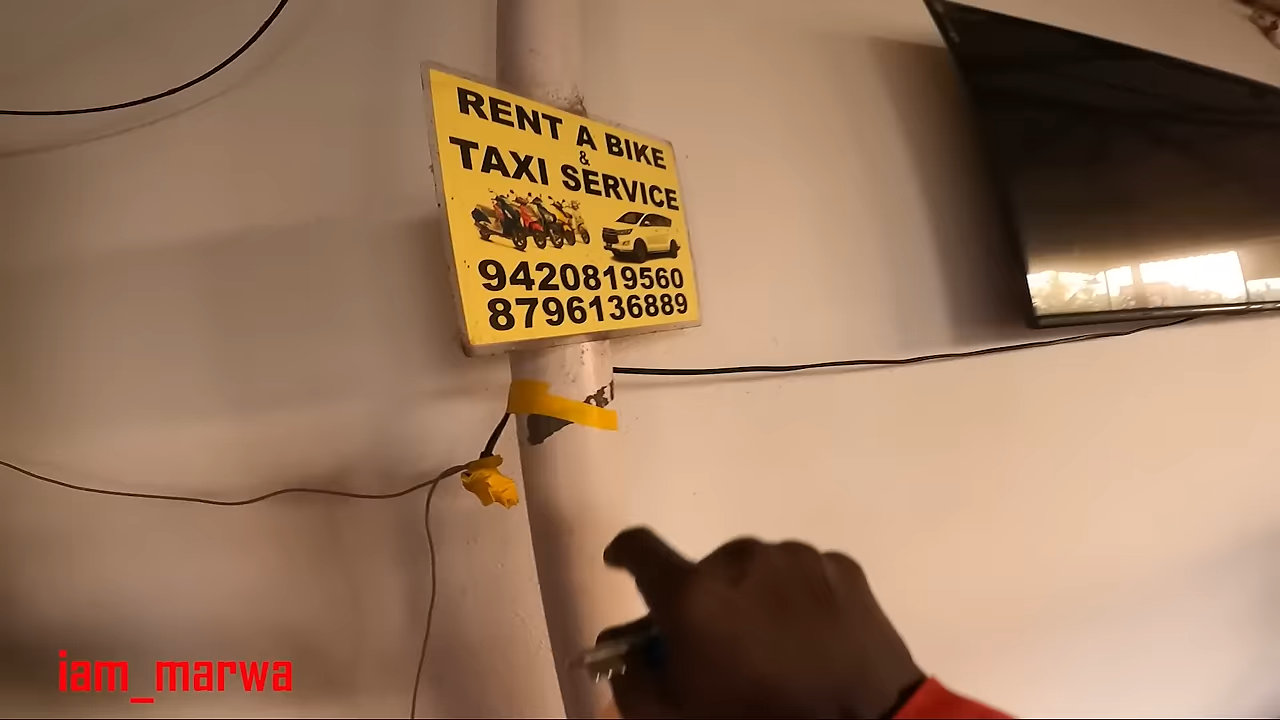 RENT A BIKE
&
TAXI SERVICE
9420819560
8796136889
iam_marwa